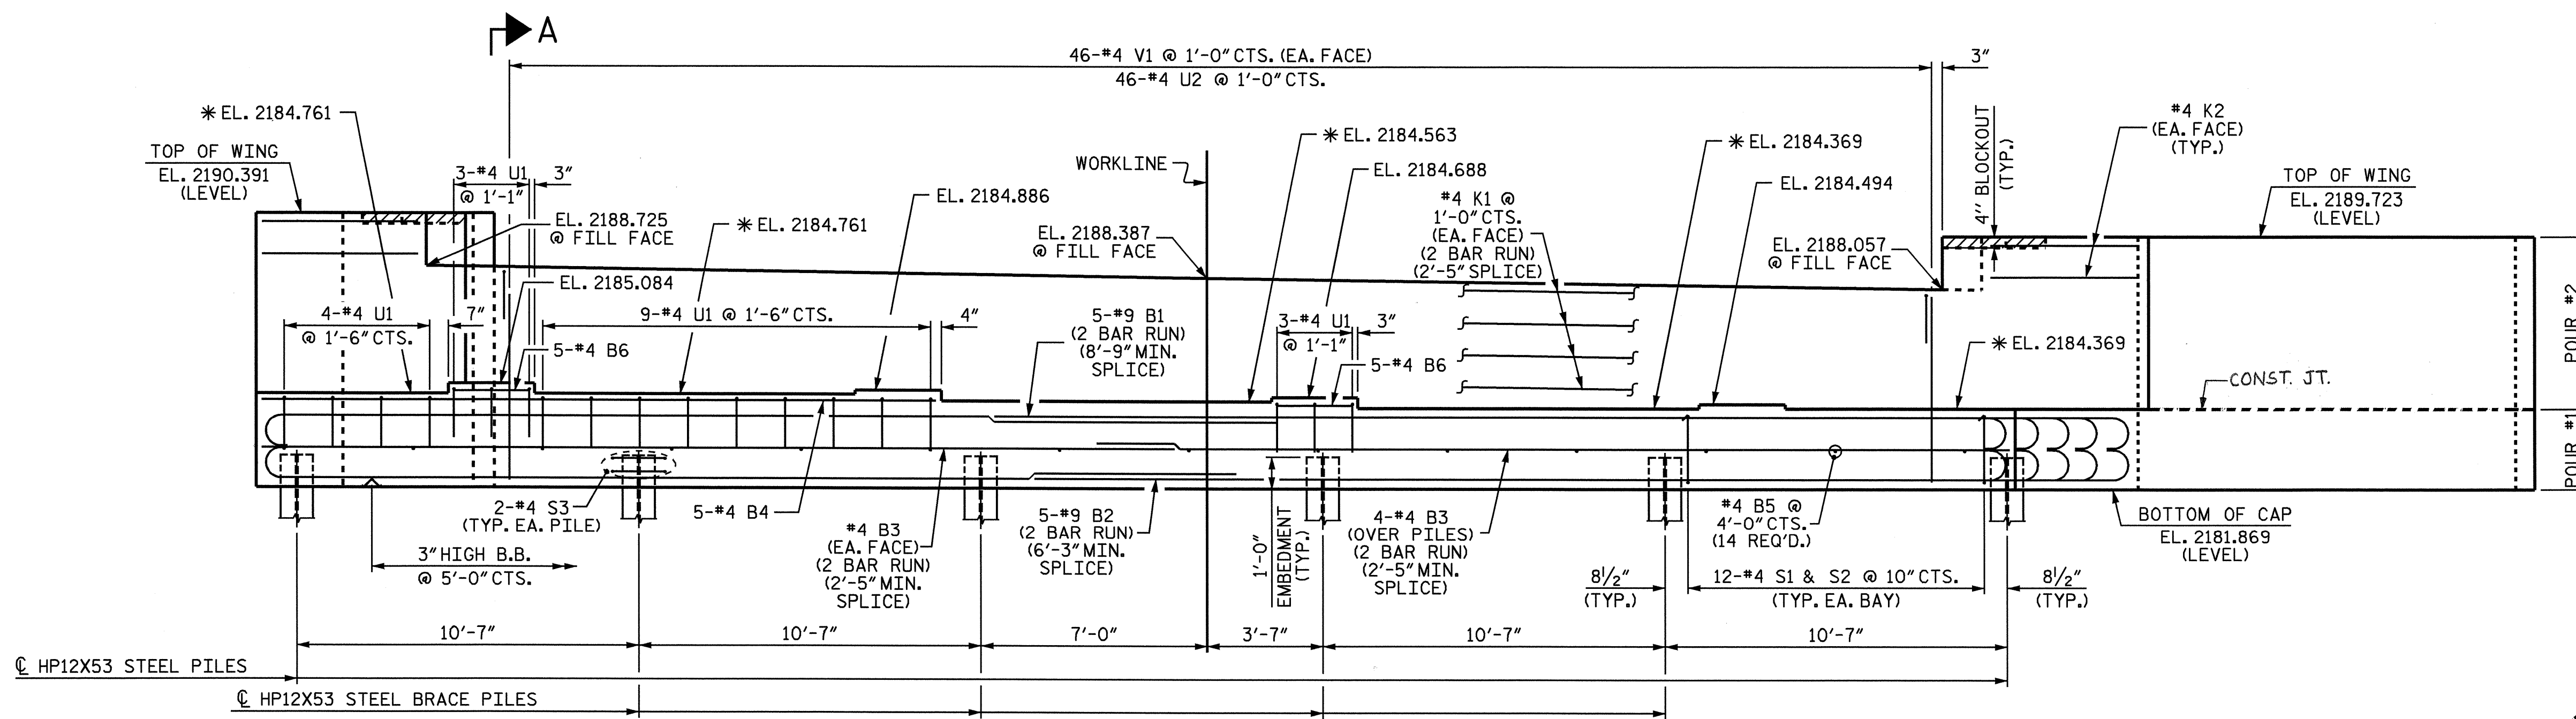 A
46-#4 V1 @ 1'-0" CTS. (EA. FACE)
46-#4 U2 @ 1'-0" CTS.
3"
✳ EL. 2184.761
TOP OF WING
EL. 2190.391
(LEVEL)
3-#4 U1
@ 1'-1"
3"
EL. 2188.725
@ FILL FACE
✳ EL. 2184.761
EL. 2184.886
EL. 2185.084
WORKLINE
EL. 2188.387
@ FILL FACE
✳ EL. 2184.563
EL. 2184.688
#4 K1 @
1'-0" CTS.
(EA. FACE)
(2 BAR RUN)
(2'-5" SPLICE)
✳ EL. 2184.369
EL. 2184.494
EL. 2188.057
@ FILL FACE
4" BLOCKOUT
(TYP.)
#4 K2
(EA. FACE)
(TYP.)
TOP OF WING
EL. 2189.723
(LEVEL)
4-#4 U1
@ 1'-6" CTS.
7"
9-#4 U1 @ 1'-6" CTS.
4"
5-#4 B6
5-#9 B1
(2 BAR RUN)
(8'-9" MIN.
SPLICE)
3-#4 U1
@ 1'-1"
3"
5-#4 B6
✳ EL. 2184.369
CONST. JT.
POUR #2
POUR #1
2-#4 S3
(TYP. EA. PILE)
5-#4 B4
#4 B3
(EA. FACE)
(2 BAR RUN)
(2'-5" MIN.
SPLICE)
5-#9 B2
(2 BAR RUN)
(6'-3" MIN.
SPLICE)
1'-0"
EMBEDMENT
(TYP.)
4-#4 B3
(OVER PILES)
(2 BAR RUN)
(2'-5" MIN.
SPLICE)
#4 B5 @
4'-0" CTS.
(14 REQ'D.)
BOTTOM OF CAP
EL. 2181.869
(LEVEL)
3" HIGH B.B.
@ 5'-0" CTS.
8½"
(TYP.)
12-#4 S1 & S2 @ 10" CTS.
(TYP. EA. BAY)
8½"
(TYP.)
10'-7"
10'-7"
7'-0"
3'-7"
10'-7"
10'-7"
℄ HP12X53 STEEL PILES
℄ HP12X53 STEEL BRACE PILES